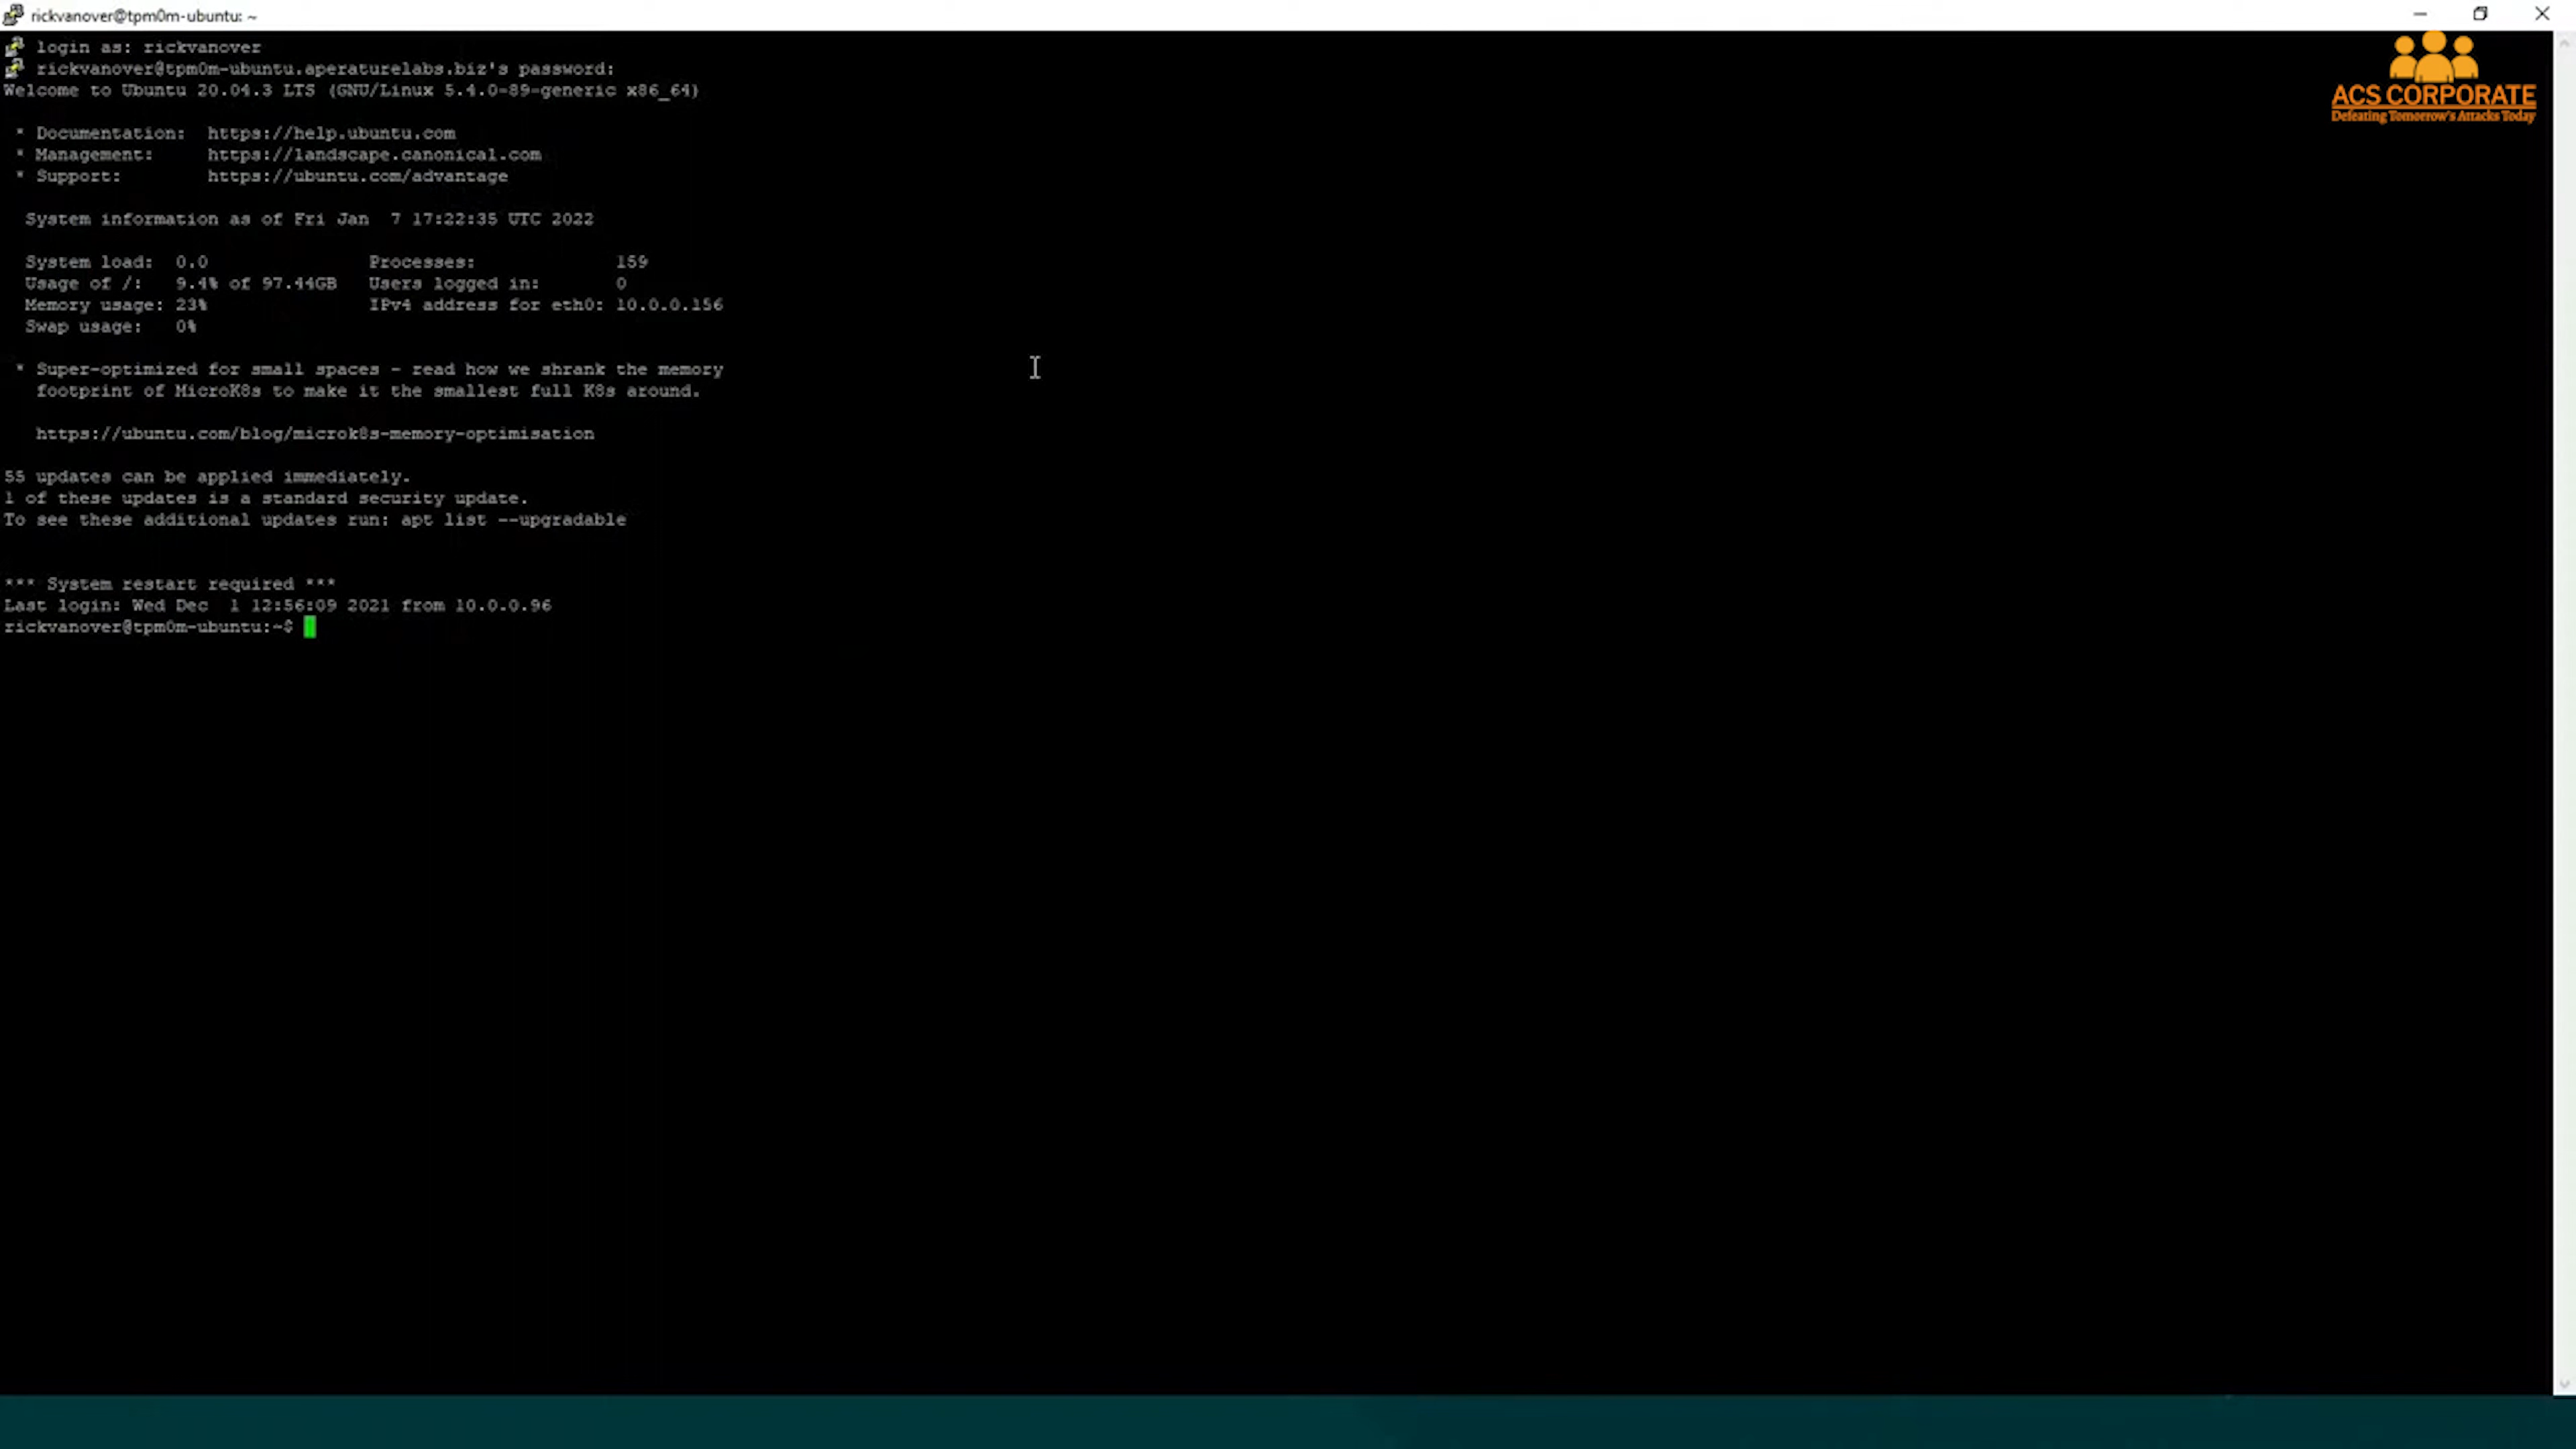 rickvanover@tpm0m-ubuntu: ~
login as: rickvanover
rickvanover@tpm0m-ubuntu.aperaturelabs.biz's password:
Welcome to Ubuntu 20.04.3 LTS (GNU/Linux 5.4.0-89-generic x86_64)
ACS CORPORATE
Defeating Tomorrow's Attacks Today
* Documentation: https://help.ubuntu.com
* Management: https://landscape.canonical.com
* Support: https://ubuntu.com/advantage
System information as of Fri Jan 7 17:22:35 UTC 2022
System load: 0.0 Processes: 159
Usage of /: 9.4% of 97.44GB Users logged in: 0
Memory usage: 23% IPv4 address for eth0: 10.0.0.156
Swap usage: 0%
* Super-optimized for small spaces - read how we shrank the memory
footprint of MicroK8s to make it the smallest full K8s around.
https://ubuntu.com/blog/microk8s-memory-optimisation
55 updates can be applied immediately.
1 of these updates is a standard security update.
To see these additional updates run: apt list --upgradable
*** System restart required ***
Last login: Wed Dec 1 12:56:09 2021 from 10.0.0.96
rickvanover@tpm0m-ubuntu:~$